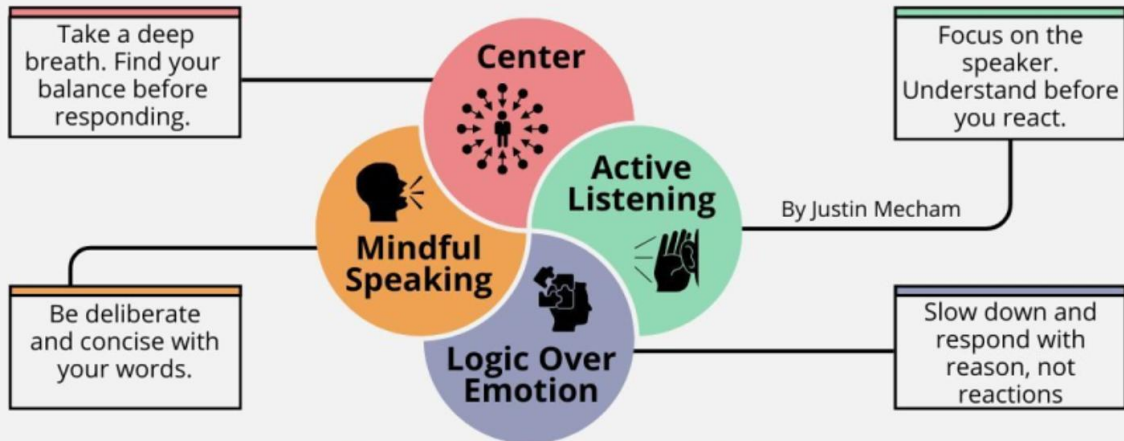 Take a deep
breath. Find your
balance before
responding.
Center
Focus on the
speaker.
Understand before
you react.
Active
Listening
By Justin Mecham
Mindful
Speaking
Be deliberate
and concise with
your words.
Logic Over
Emotion
Slow down and
respond with
reason, not
reactions